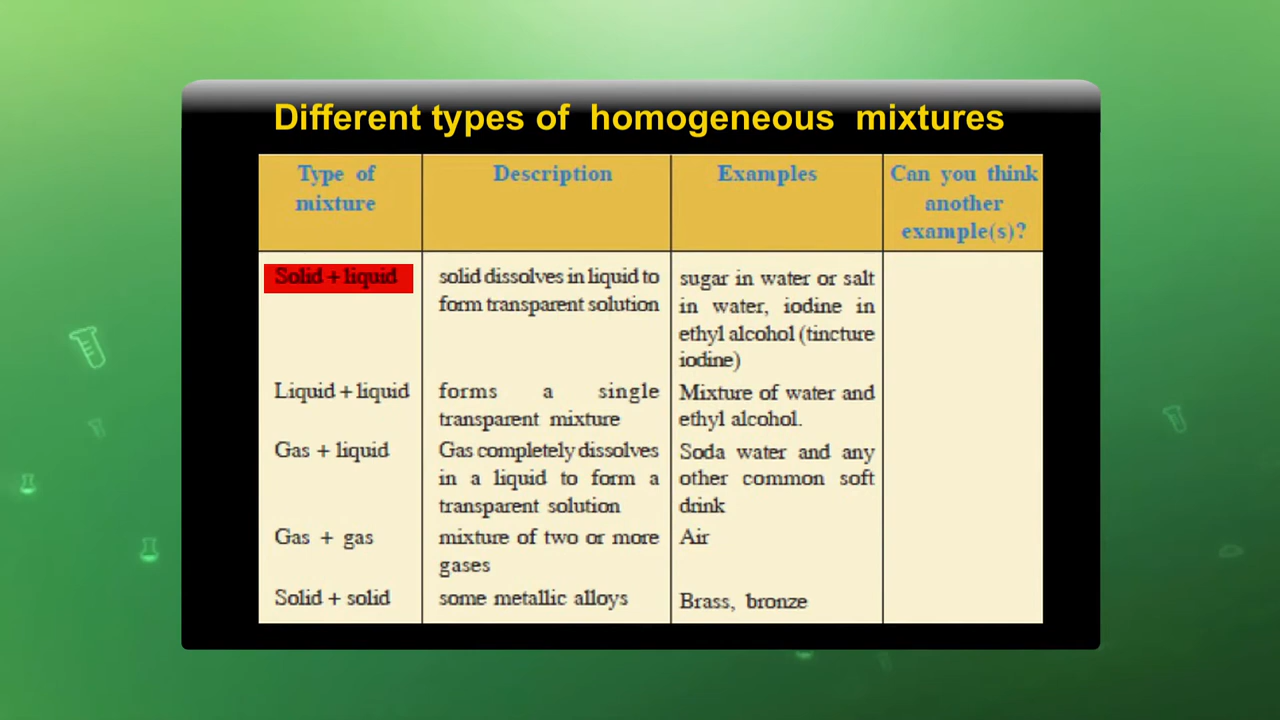 Different types of homogeneous mixtures
Type of
mixture
Description
Examples
Can you think
another
example(s)?
Solid + liquid
solid dissolves in liquid to
form transparent solution
sugar in water or salt
in water, iodine in
ethyl alcohol (tincture
iodine)
Liquid + liquid
forms a single
transparent mixture
Mixture of water and
ethyl alcohol.
Gas + liquid
Gas completely dissolves
in a liquid to form a
transparent solution
Soda water and any
other common soft
drink
Gas + gas
mixture of two or more
gases
Air
Solid + solid
some metallic alloys
Brass, bronze